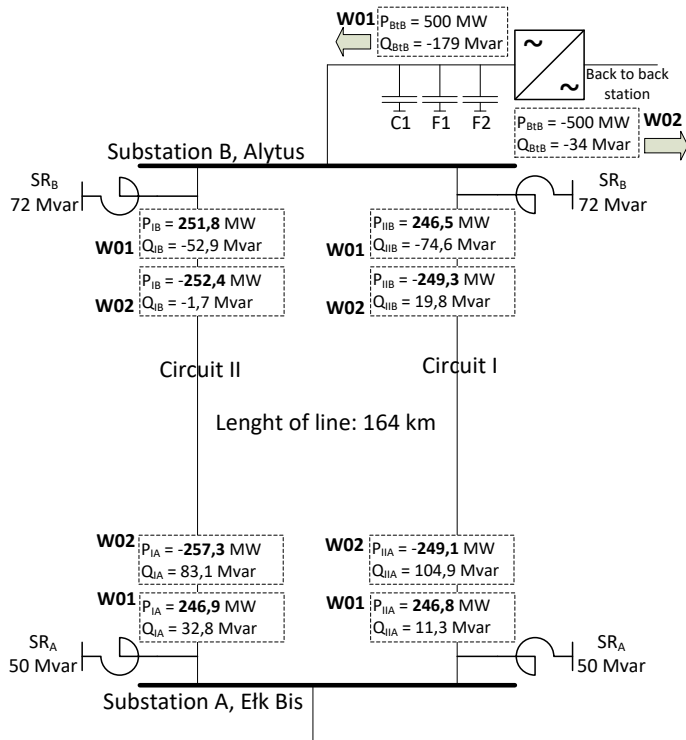 W01
P_BtB = 500 MW
Q_BtB = -179 Mvar
~
~
Back to back
station
C1 F1 F2
P_BtB = -500 MW
Q_BtB = -34 Mvar
W02
Substation B, Alytus
SR_B
72 Mvar
SR_B
72 Mvar
W01
P_IB = 251,8 MW
Q_IB = -52,9 Mvar
W01
P_IIB = 246,5 MW
Q_IIB = -74,6 Mvar
W02
P_IB = -252,4 MW
Q_IB = -1,7 Mvar
W02
P_IIB = -249,3 MW
Q_IIB = 19,8 Mvar
Circuit II
Circuit I
Lenght of line: 164 km
W02
P_IA = -257,3 MW
Q_IA = 83,1 Mvar
W02
P_IIA = -249,1 MW
Q_IIA = 104,9 Mvar
W01
P_IA = 246,9 MW
Q_IA = 32,8 Mvar
W01
P_IIA = 246,8 MW
Q_IIA = 11,3 Mvar
SR_A
50 Mvar
SR_A
50 Mvar
Substation A, Ełk Bis